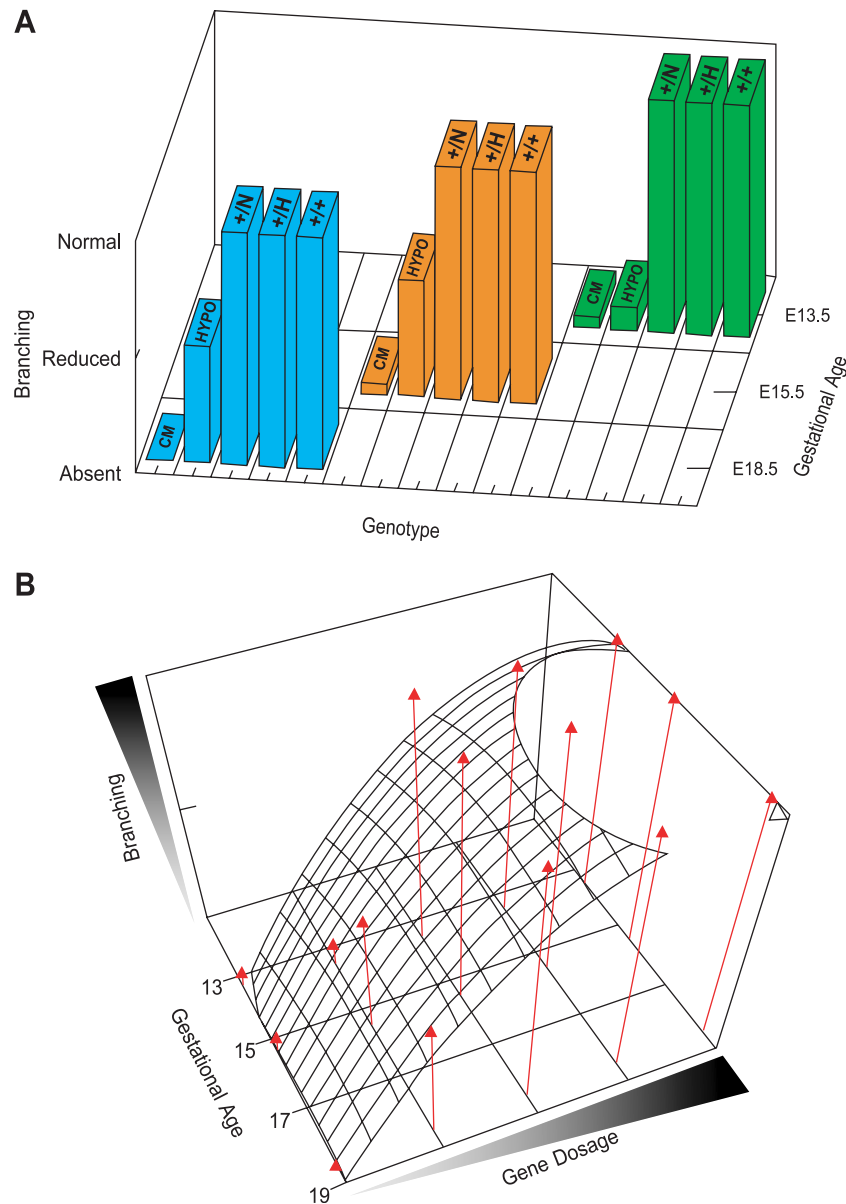 A
+/N
+/H
+/+
+/N
+/H
+/+
+/N
+/H
+/+
HYPO
HYPO
CM
HYPO
CM
CM
Normal
Reduced
Absent
Branching
E13.5
E15.5
E18.5
Gestational Age
Genotype
B
Branching
13
15
17
19
Gestational Age
Gene Dosage